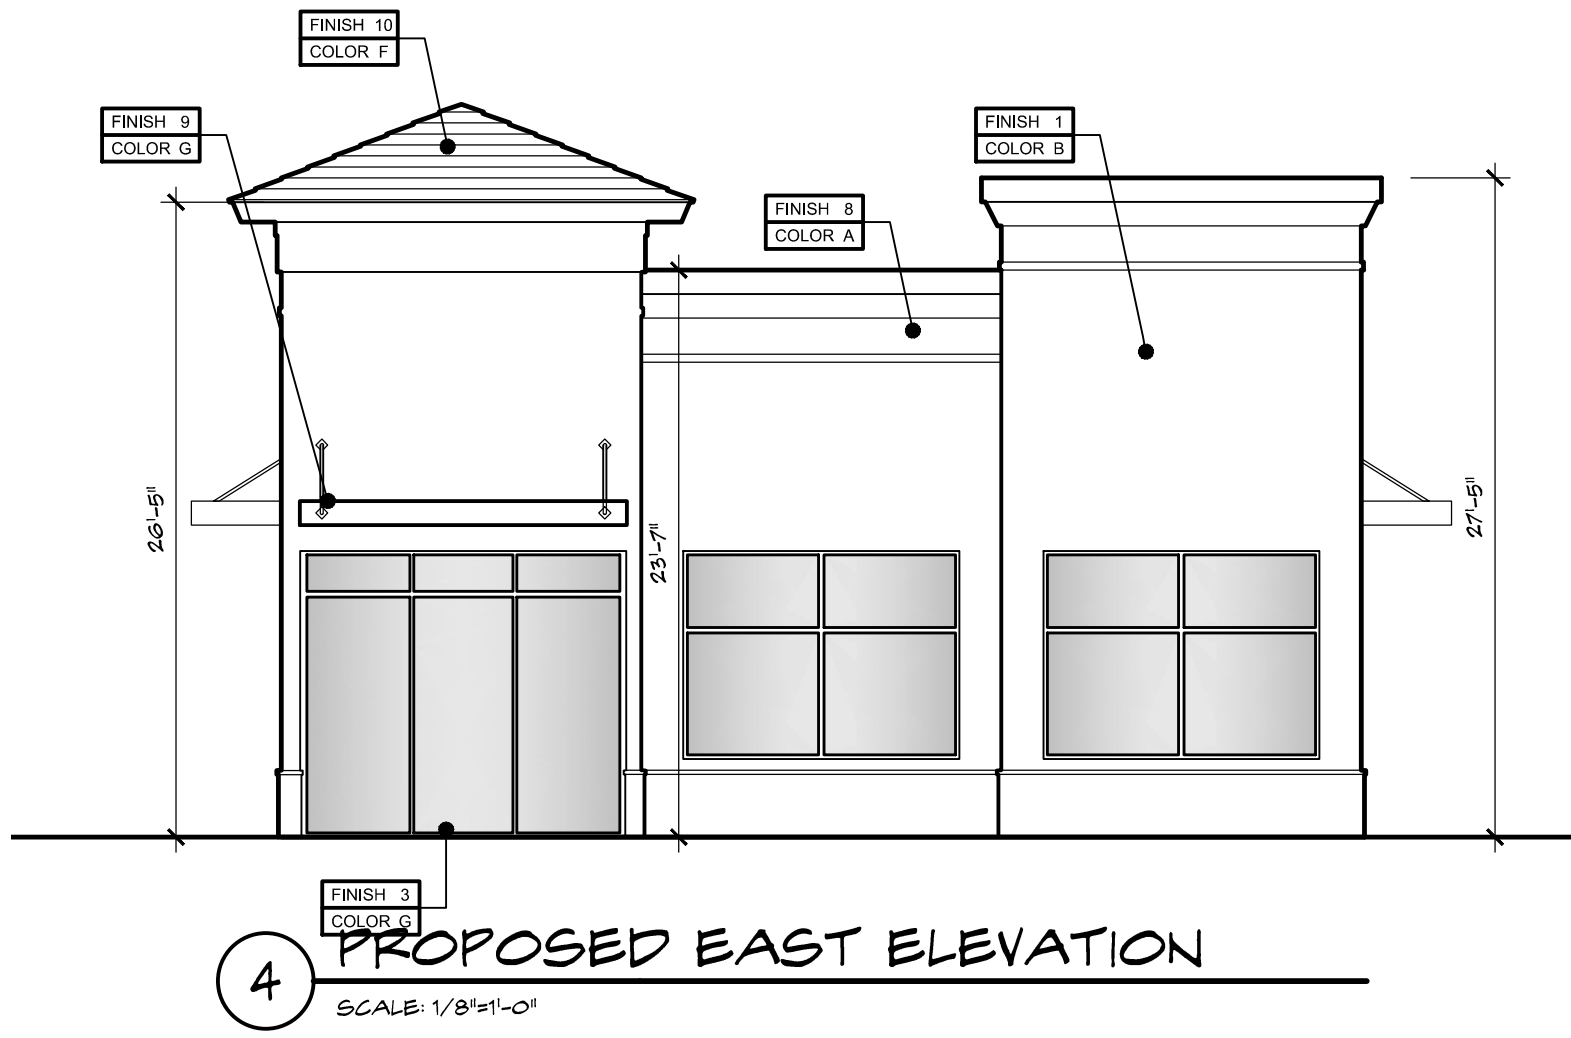 FINISH 10
COLOR F
FINISH 9
COLOR G
FINISH 1
COLOR B
FINISH 8
COLOR A
26'-5"
23'-7"
27'-5"
FINISH 3
COLOR G
4
PROPOSED EAST ELEVATION
SCALE: 1/8"=1'-0"